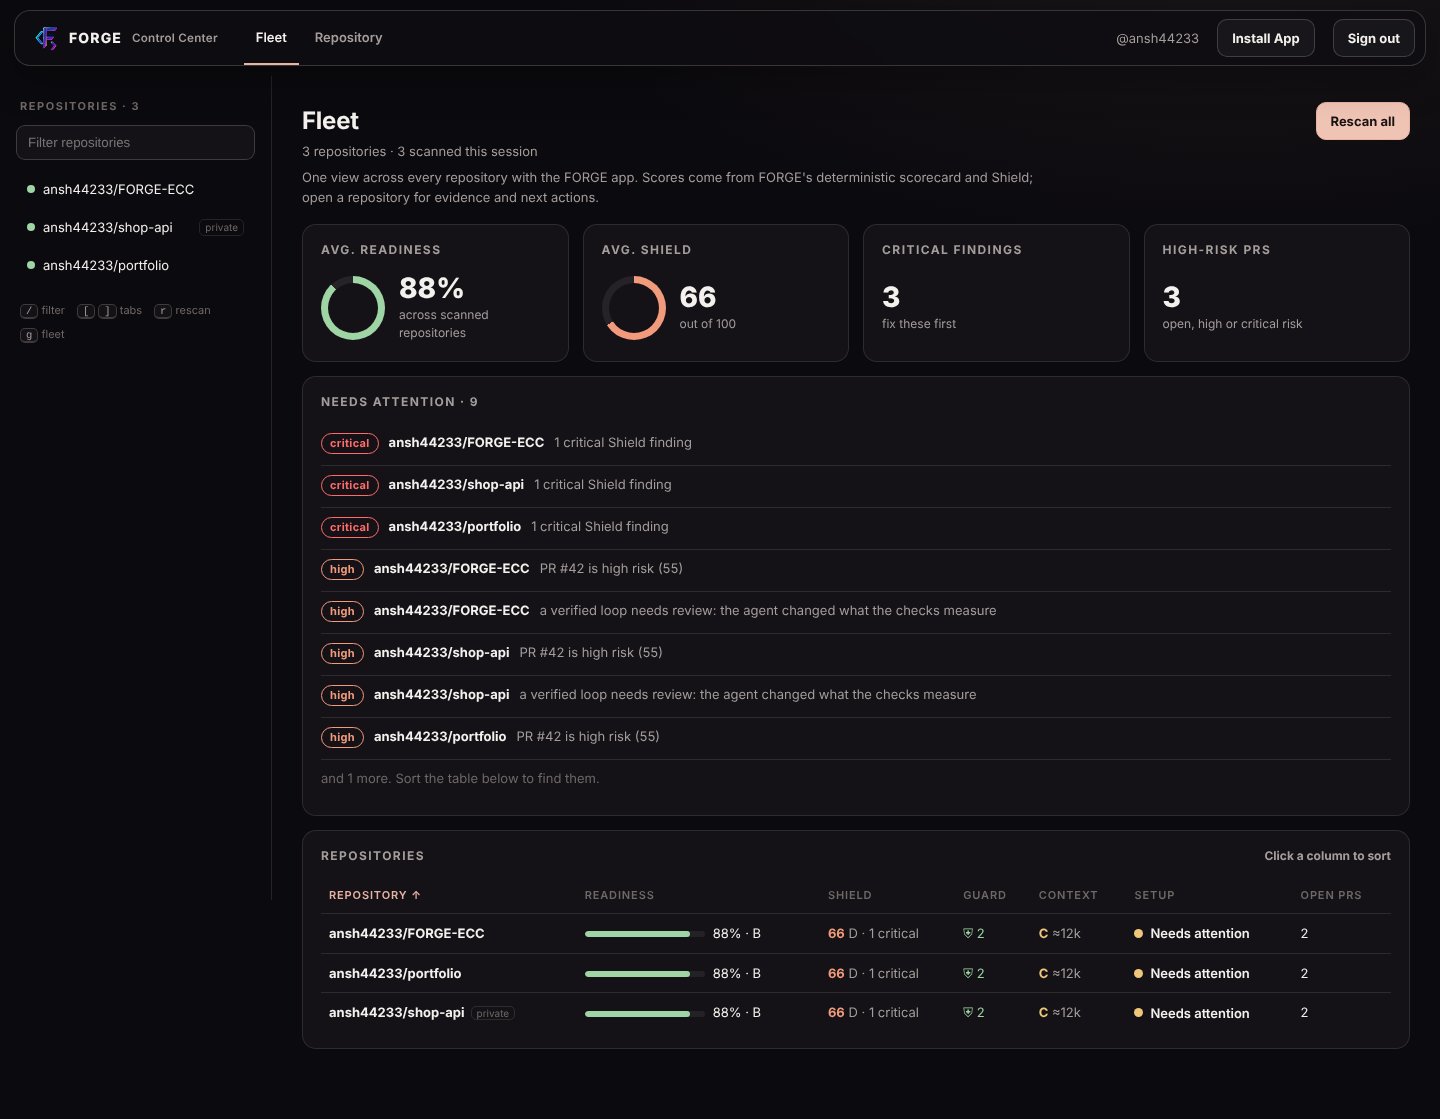 FORGE Control Center Fleet Repository @ansh44233 Install App Sign out
REPOSITORIES · 3
Filter repositories
ansh44233/FORGE-ECC
ansh44233/shop-api private
ansh44233/portfolio
/ filter [ ] tabs r rescan
g fleet
Fleet
Rescan all
3 repositories · 3 scanned this session
One view across every repository with the FORGE app. Scores come from FORGE's deterministic scorecard and Shield;
open a repository for evidence and next actions.
AVG. READINESS
88%
across scanned
repositories
AVG. SHIELD
66
out of 100
CRITICAL FINDINGS
3
fix these first
HIGH-RISK PRS
3
open, high or critical risk
NEEDS ATTENTION · 9
critical ansh44233/FORGE-ECC 1 critical Shield finding
critical ansh44233/shop-api 1 critical Shield finding
critical ansh44233/portfolio 1 critical Shield finding
high ansh44233/FORGE-ECC PR #42 is high risk (55)
high ansh44233/FORGE-ECC a verified loop needs review: the agent changed what the checks measure
high ansh44233/shop-api PR #42 is high risk (55)
high ansh44233/shop-api a verified loop needs review: the agent changed what the checks measure
high ansh44233/portfolio PR #42 is high risk (55)
and 1 more. Sort the table below to find them.
REPOSITORIES Click a column to sort
REPOSITORY ↑ READINESS SHIELD GUARD CONTEXT SETUP OPEN PRS
ansh44233/FORGE-ECC 88% · B 66 D · 1 critical 2 C ≈12k Needs attention 2
ansh44233/portfolio 88% · B 66 D · 1 critical 2 C ≈12k Needs attention 2
ansh44233/shop-api private 88% · B 66 D · 1 critical 2 C ≈12k Needs attention 2